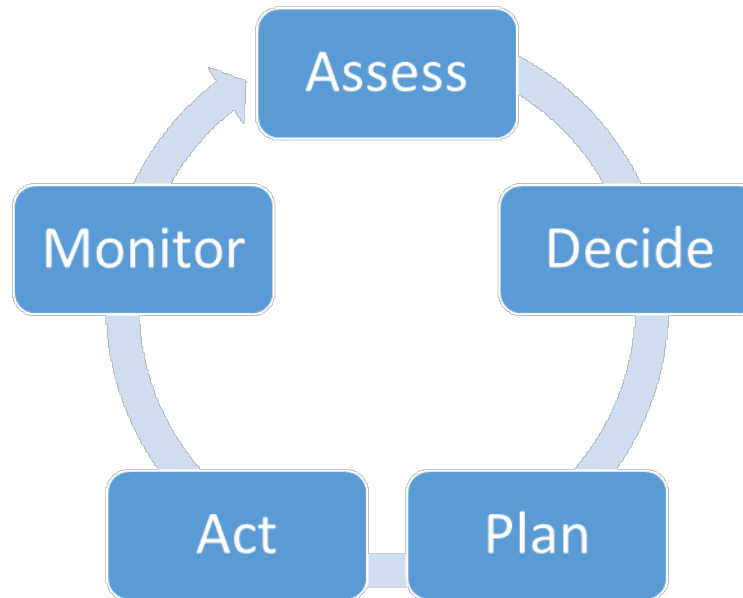 Assess
Decide
Plan
Act
Monitor